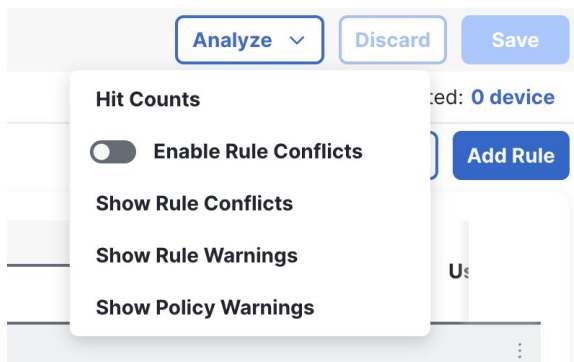 Analyze Discard Save
Hit Counts
ted: 0 device
Enable Rule Conflicts
Add Rule
Show Rule Conflicts
Show Rule Warnings
Show Policy Warnings